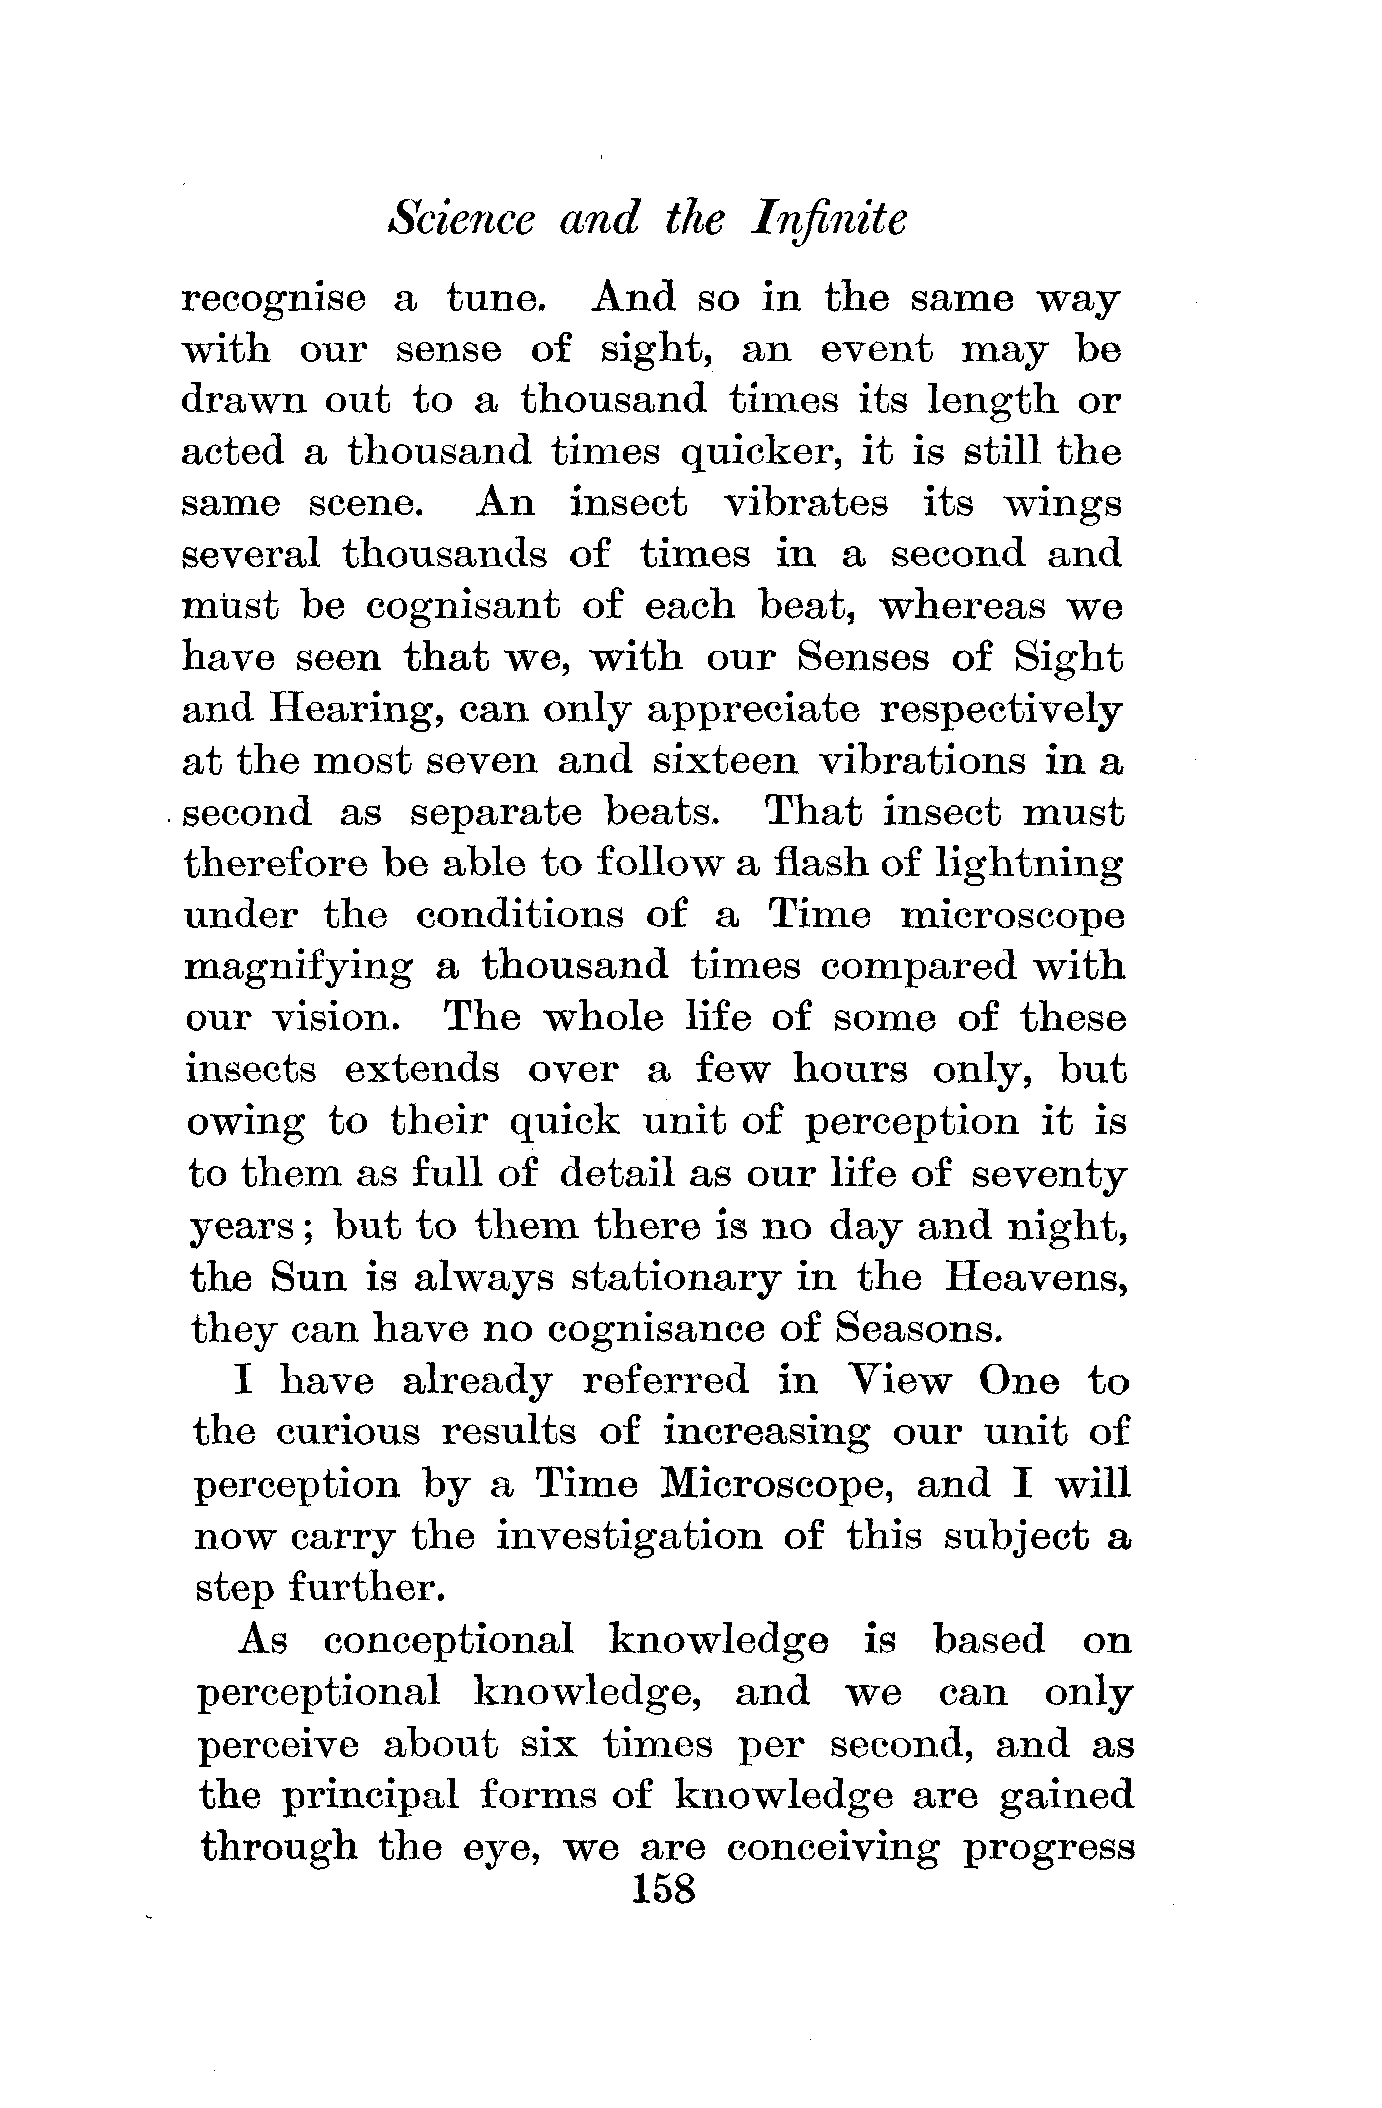 Science and the Infinite
recognise a tune. And so in the same way
with our sense of sight, an event may be
drawn out to a thousand times its length or
acted a thousand times quicker, it is still the
same scene. An insect vibrates its wings
several thousands of times in a second and
must be cognisant of each beat, whereas we
have seen that we, with our Senses of Sight
and Hearing, can only appreciate respectively
at the most seven and sixteen vibrations in a
second as separate beats. That insect must
therefore be able to follow a flash of lightning
under the conditions of a Time microscope
magnifying a thousand times compared with
our vision. The whole life of some of these
insects extends over a few hours only, but
owing to their quick unit of perception it is
to them as full of detail as our life of seventy
years; but to them there is no day and night,
the Sun is always stationary in the Heavens,
they can have no cognisance of Seasons.
I have already referred in View One to
the curious results of increasing our unit of
perception by a Time Microscope, and I will
now carry the investigation of this subject a
step further.
As conceptional knowledge is based on
perceptional knowledge, and we can only
perceive about six times per second, and as
the principal forms of knowledge are gained
through the eye, we are conceiving progress
158